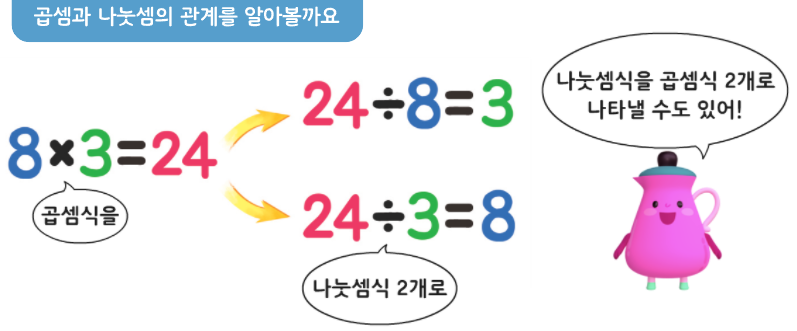 곱셈과 나눗셈의 관계를 알아볼까요
8×3=24
곱셈식을
24÷8=3
24÷3=8
나눗셈식 2개로
나눗셈식을 곱셈식 2개로
나타낼 수도 있어!